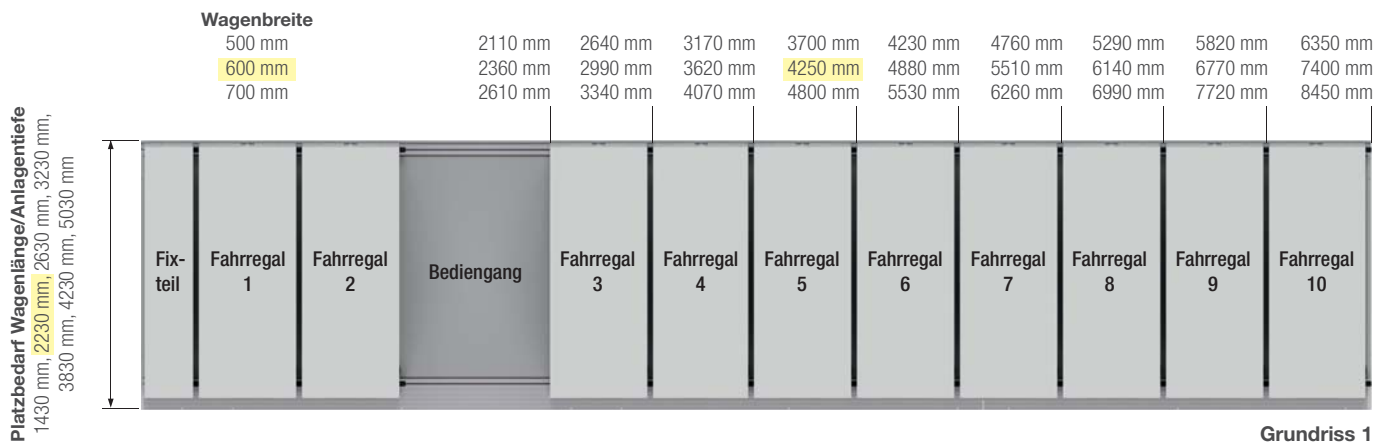 Wagenbreite
500 mm 2110 mm 2640 mm 3170 mm 3700 mm 4230 mm 4760 mm 5290 mm 5820 mm 6350 mm
600 mm 2360 mm 2990 mm 3620 mm 4250 mm 4880 mm 5510 mm 6140 mm 6770 mm 7400 mm
700 mm 2610 mm 3340 mm 4070 mm 4800 mm 5530 mm 6260 mm 6990 mm 7720 mm 8450 mm
Platzbedarf Wagenlänge/Anlagentiefe
1430 mm, 2230 mm, 2630 mm, 3230 mm,
3830 mm, 4230 mm, 5030 mm
Fix-
teil
Fahrregal
1
Fahrregal
2
Bediengang
Fahrregal
3
Fahrregal
4
Fahrregal
5
Fahrregal
6
Fahrregal
7
Fahrregal
8
Fahrregal
9
Fahrregal
10
Grundriss 1